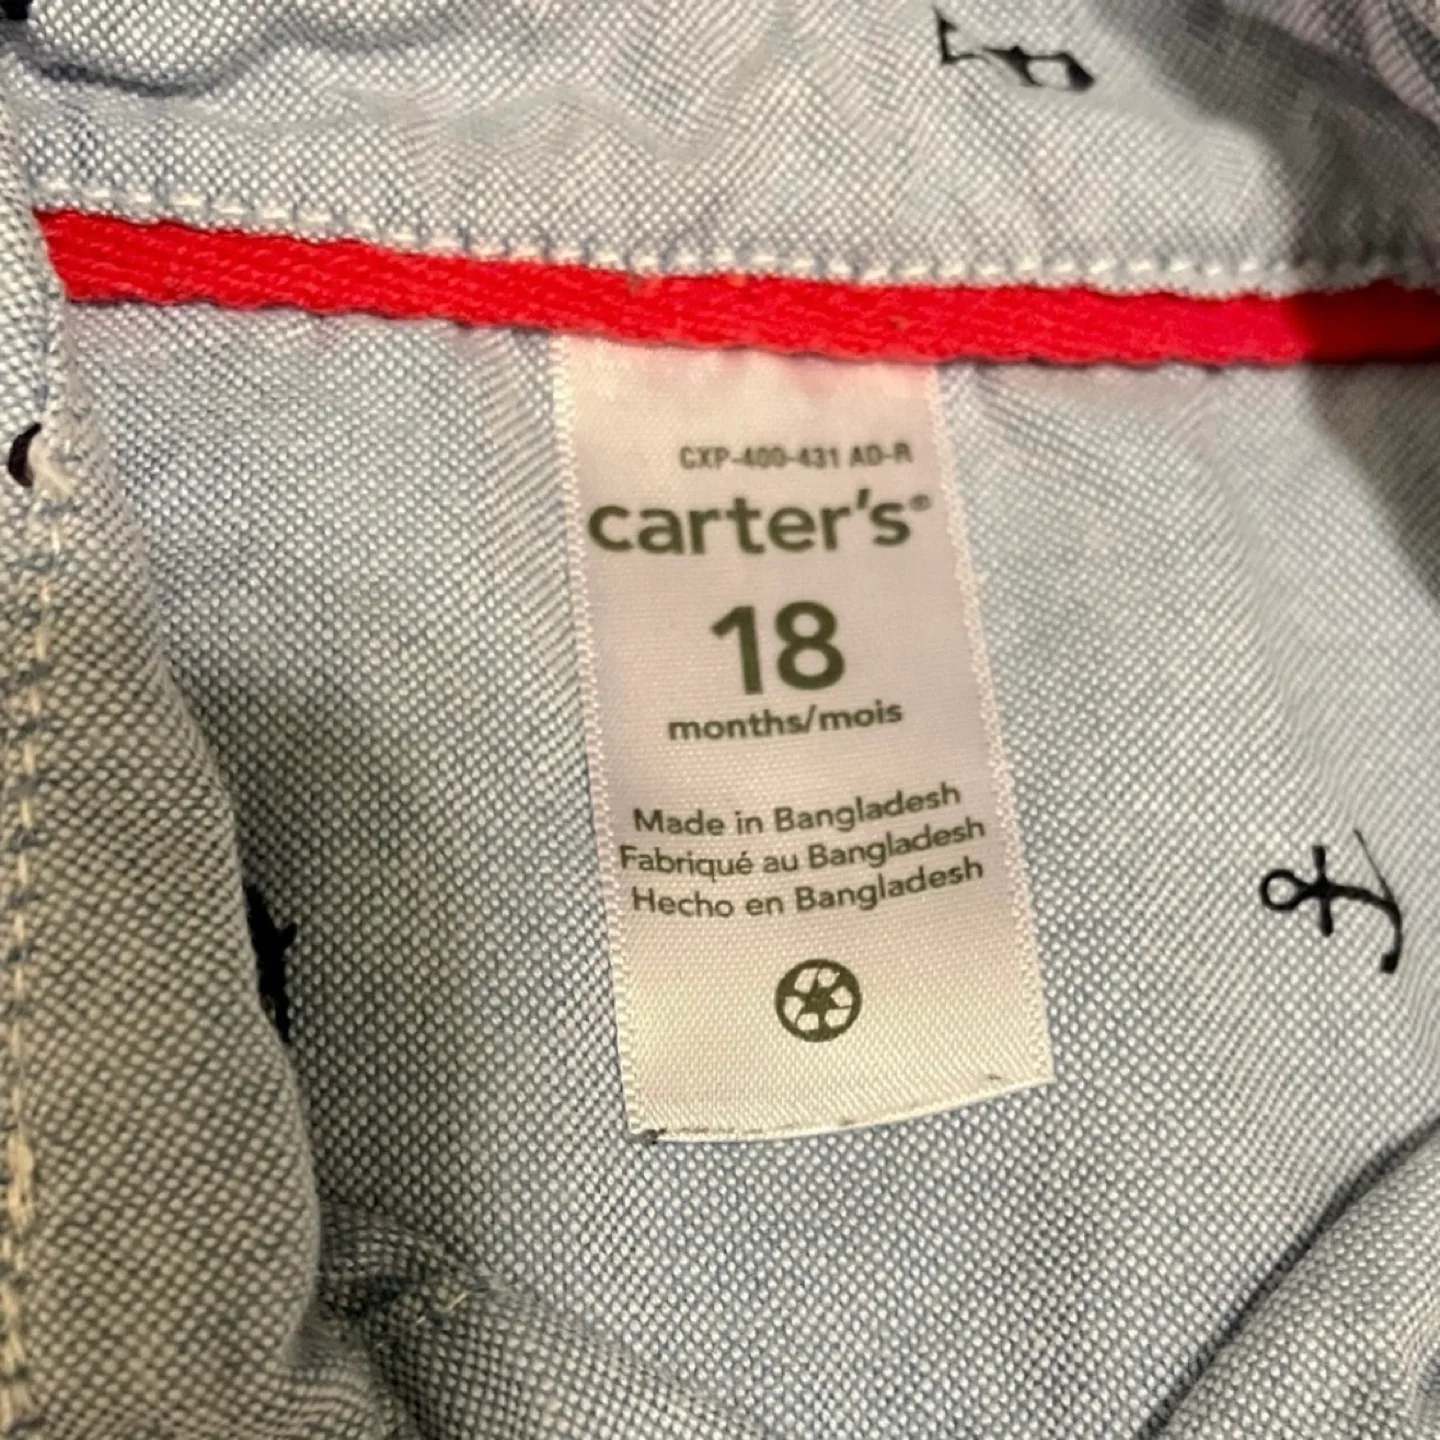 CXP-400-431 AD-R
carter's®
18
months/mois
Made in Bangladesh
Fabriqué au Bangladesh
Hecho en Bangladesh